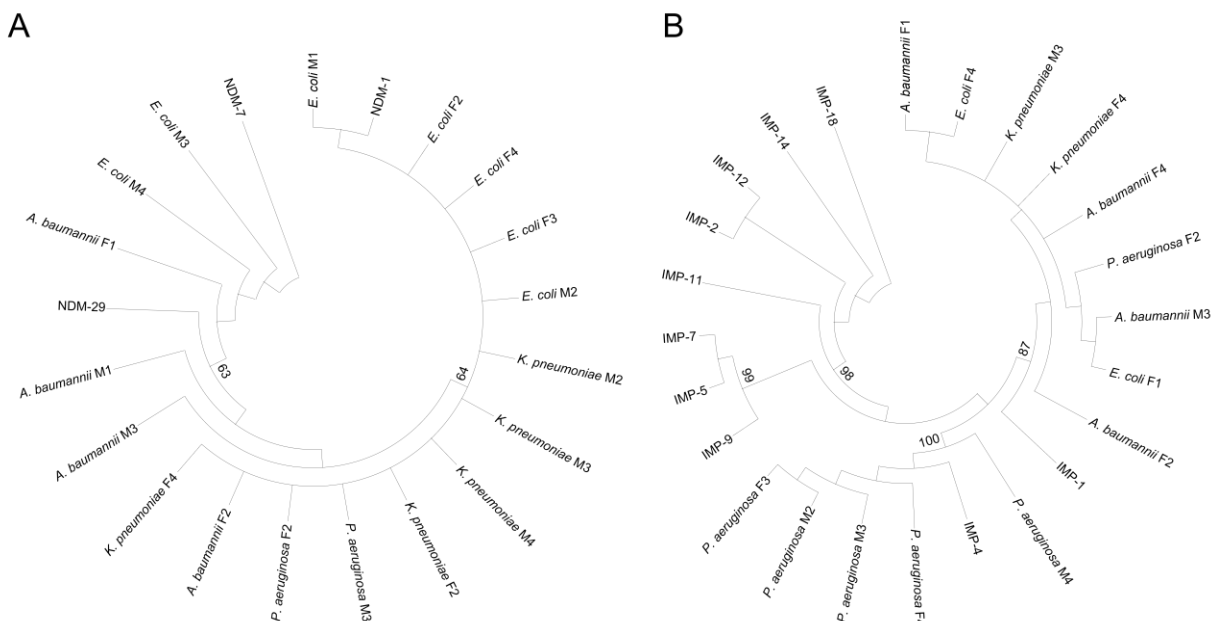 A
E. coli M1
NDM-1
E. coli F2
E. coli F4
E. coli F3
E. coli M2
K. pneumoniae M2
K. pneumoniae M3
K. pneumoniae M4
K. pneumoniae F2
P. aeruginosa M3
P. aeruginosa F2
A. baumannii F2
K. pneumoniae F4
A. baumannii M3
A. baumannii M1
NDM-29
A. baumannii F1
E. coli M4
E. coli M3
NDM-7
63
64
B
A. baumannii F1
E. coli F4
K. pneumoniae M3
K. pneumoniae F4
A. baumannii F4
P. aeruginosa F2
A. baumannii M3
E. coli F1
A. baumannii F2
IMP-1
P. aeruginosa M4
IMP-4
P. aeruginosa F4
P. aeruginosa M3
P. aeruginosa M2
P. aeruginosa F3
IMP-9
IMP-5
IMP-7
IMP-11
IMP-2
IMP-12
IMP-14
IMP-18
87
98
99
100